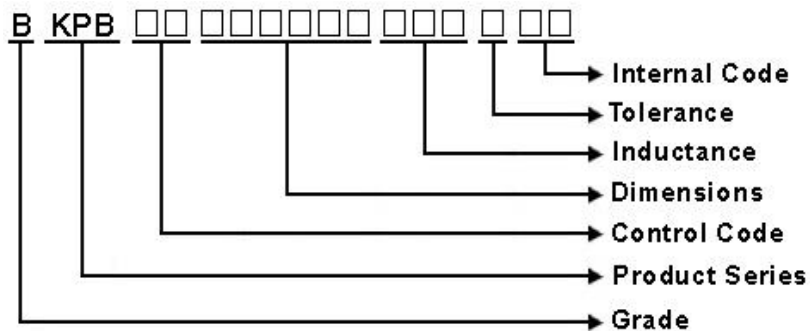 B KPB □□ □□□□□□ □□□ □ □□
Internal Code
Tolerance
Inductance
Dimensions
Control Code
Product Series
Grade